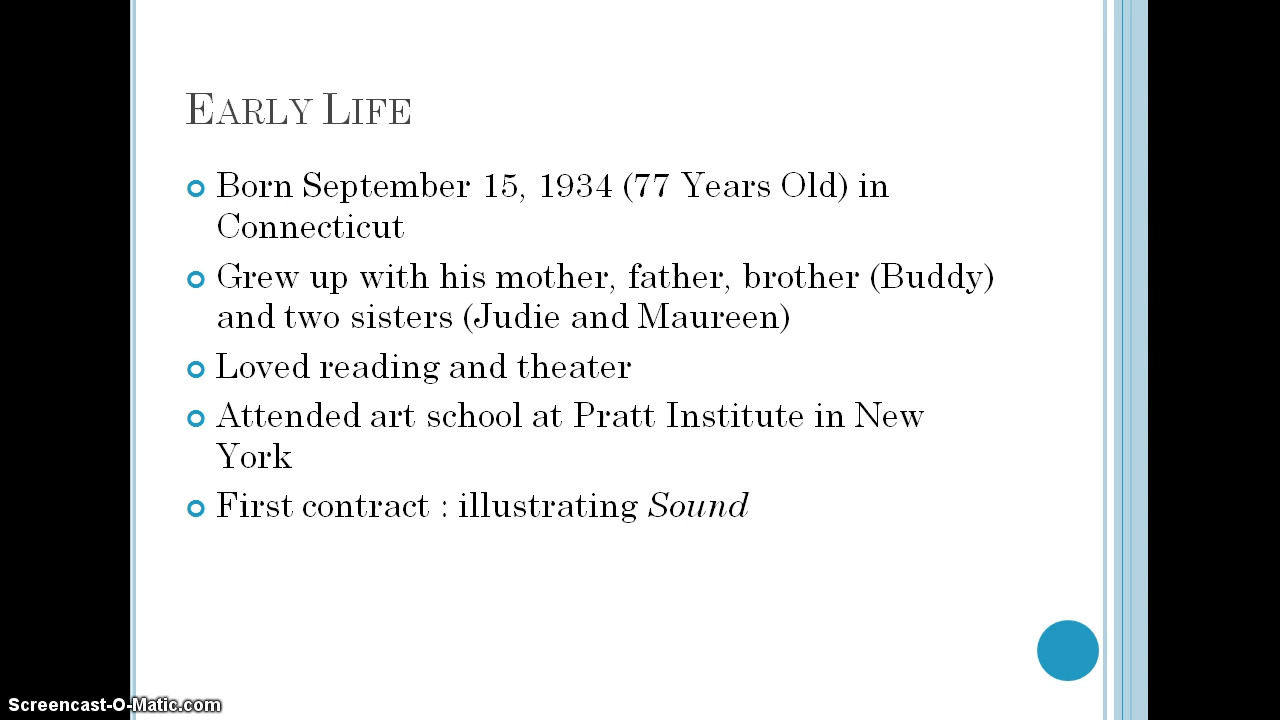 EARLY LIFE
Born September 15, 1934 (77 Years Old) in
Connecticut
Grew up with his mother, father, brother (Buddy)
and two sisters (Judie and Maureen)
Loved reading and theater
Attended art school at Pratt Institute in New
York
First contract : illustrating Sound
Screencast-O-Matic.com